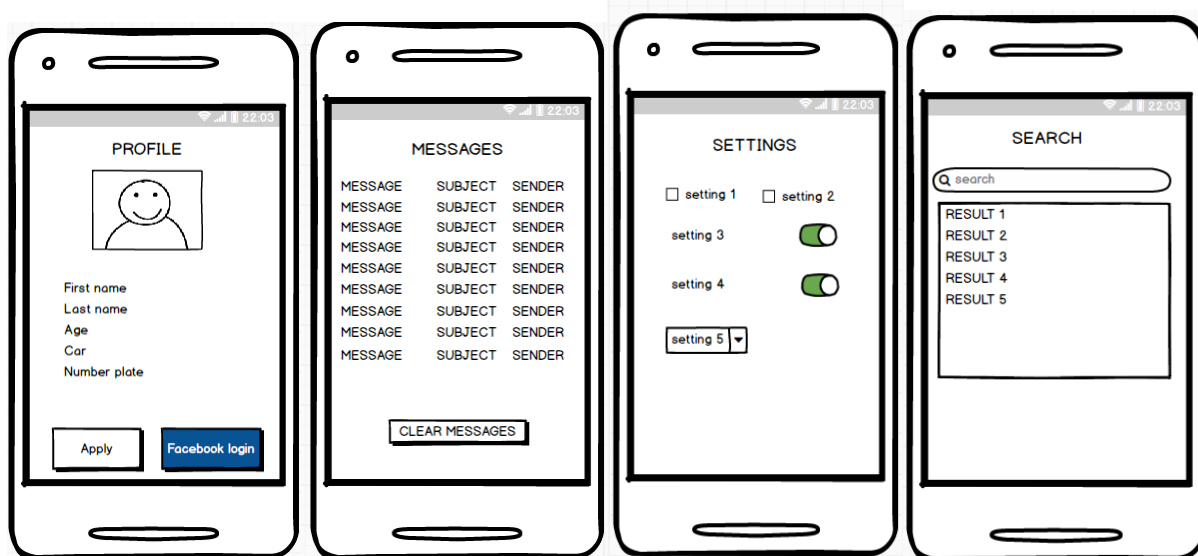 22:03
PROFILE
First name
Last name
Age
Car
Number plate
Apply
Facebook login
22:03
MESSAGES
MESSAGE SUBJECT SENDER
MESSAGE SUBJECT SENDER
MESSAGE SUBJECT SENDER
MESSAGE SUBJECT SENDER
MESSAGE SUBJECT SENDER
MESSAGE SUBJECT SENDER
MESSAGE SUBJECT SENDER
MESSAGE SUBJECT SENDER
MESSAGE SUBJECT SENDER
CLEAR MESSAGES
22:03
SETTINGS
setting 1 setting 2
setting 3
setting 4
setting 5
22:03
SEARCH
search
RESULT 1
RESULT 2
RESULT 3
RESULT 4
RESULT 5